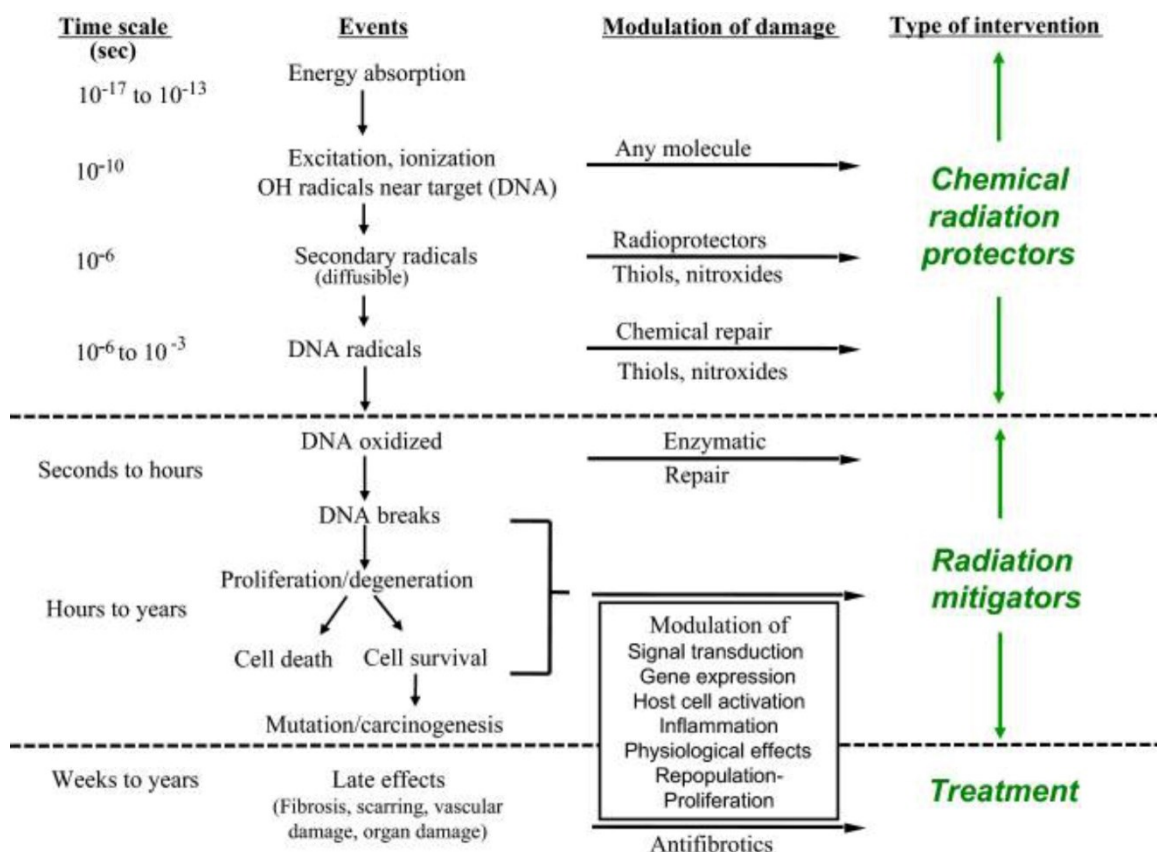 Time scale
(sec)
Events
Modulation of damage
Type of intervention
10-17 to 10-13
Energy absorption
10-10
Excitation, ionization
OH radicals near target (DNA)
Any molecule
Chemical
radiation
protectors
10-6
Secondary radicals
(diffusible)
Radioprotectors
Thiols, nitroxides
10-6 to 10-3
DNA radicals
Chemical repair
Thiols, nitroxides
Seconds to hours
DNA oxidized
Enzymatic
Repair
DNA breaks
Hours to years
Proliferation/degeneration
Cell death
Cell survival
Mutation/carcinogenesis
Modulation of
Signal transduction
Gene expression
Host cell activation
Inflammation
Physiological effects
Repopulation-
Proliferation
Radiation
mitigators
Weeks to years
Late effects
(Fibrosis, scarring, vascular
damage, organ damage)
Antifibrotics
Treatment